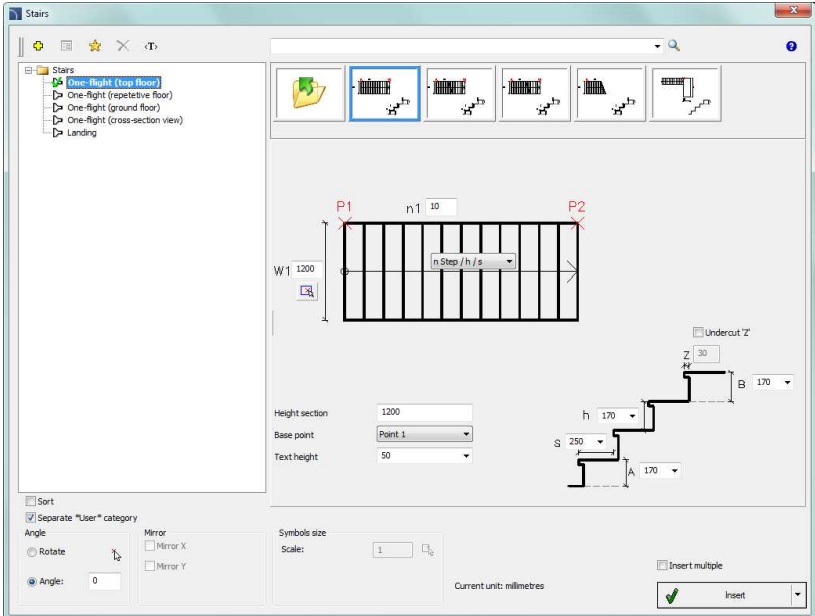 Stairs
<T>
Stairs
One-flight (top floor)
One-flight (repetetive floor)
One-flight (ground floor)
One-flight (cross-section view)
Landing
P1
n1 10
P2
n Step / h / s
W1 1200
Undercut 'Z'
Z 30
B 170
Height section 1200
h 170
Base point Point 1
S 250
Text height 50
A 170
Sort
Separate "User" category
Angle
Mirror
Symbols size
Rotate
Mirror X
Scale: 1
Mirror Y
Angle: 0
Insert multiple
Current unit: millimetres
Insert